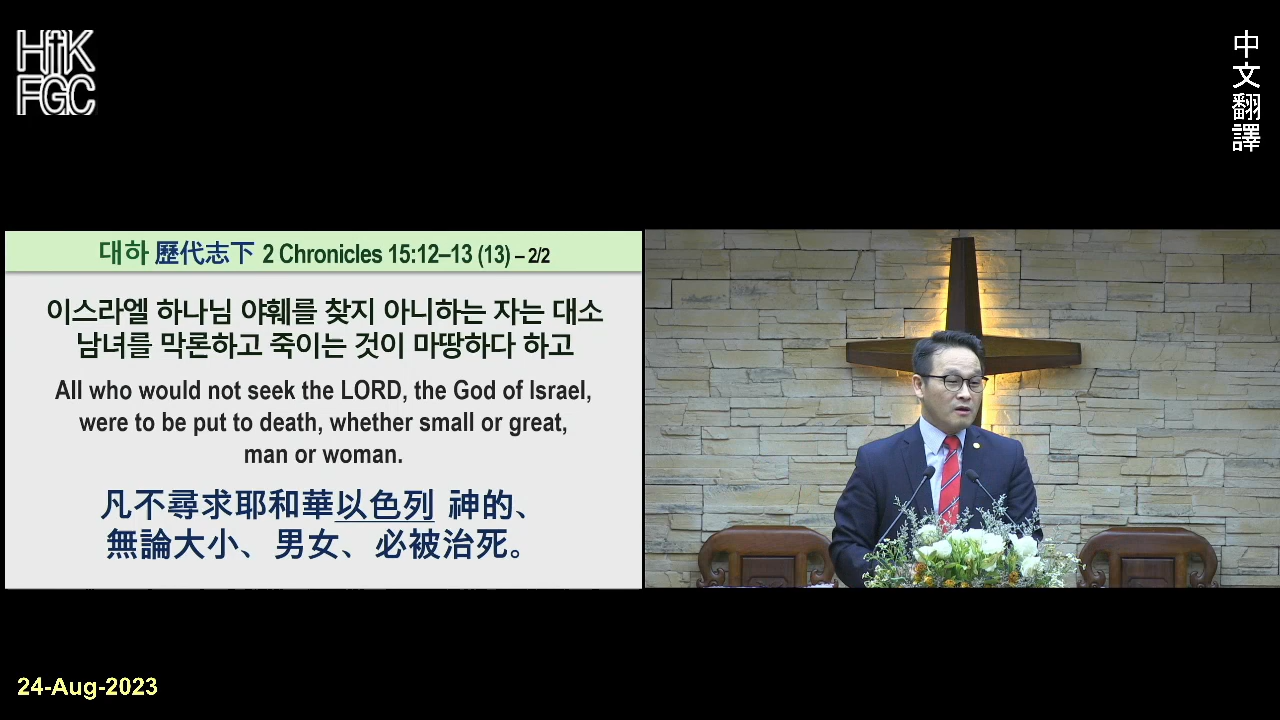 HfK
FGC
中文翻譯
대하 歷代志下 2 Chronicles 15:12–13 (13) – 2/2
이스라엘 하나님 야훼를 찾지 아니하는 자는 대소
남녀를 막론하고 죽이는 것이 마땅하다 하고
All who would not seek the LORD, the God of Israel,
were to be put to death, whether small or great,
man or woman.
凡不尋求耶和華以色列 神的、
無論大小、男女、必被治死。
24-Aug-2023